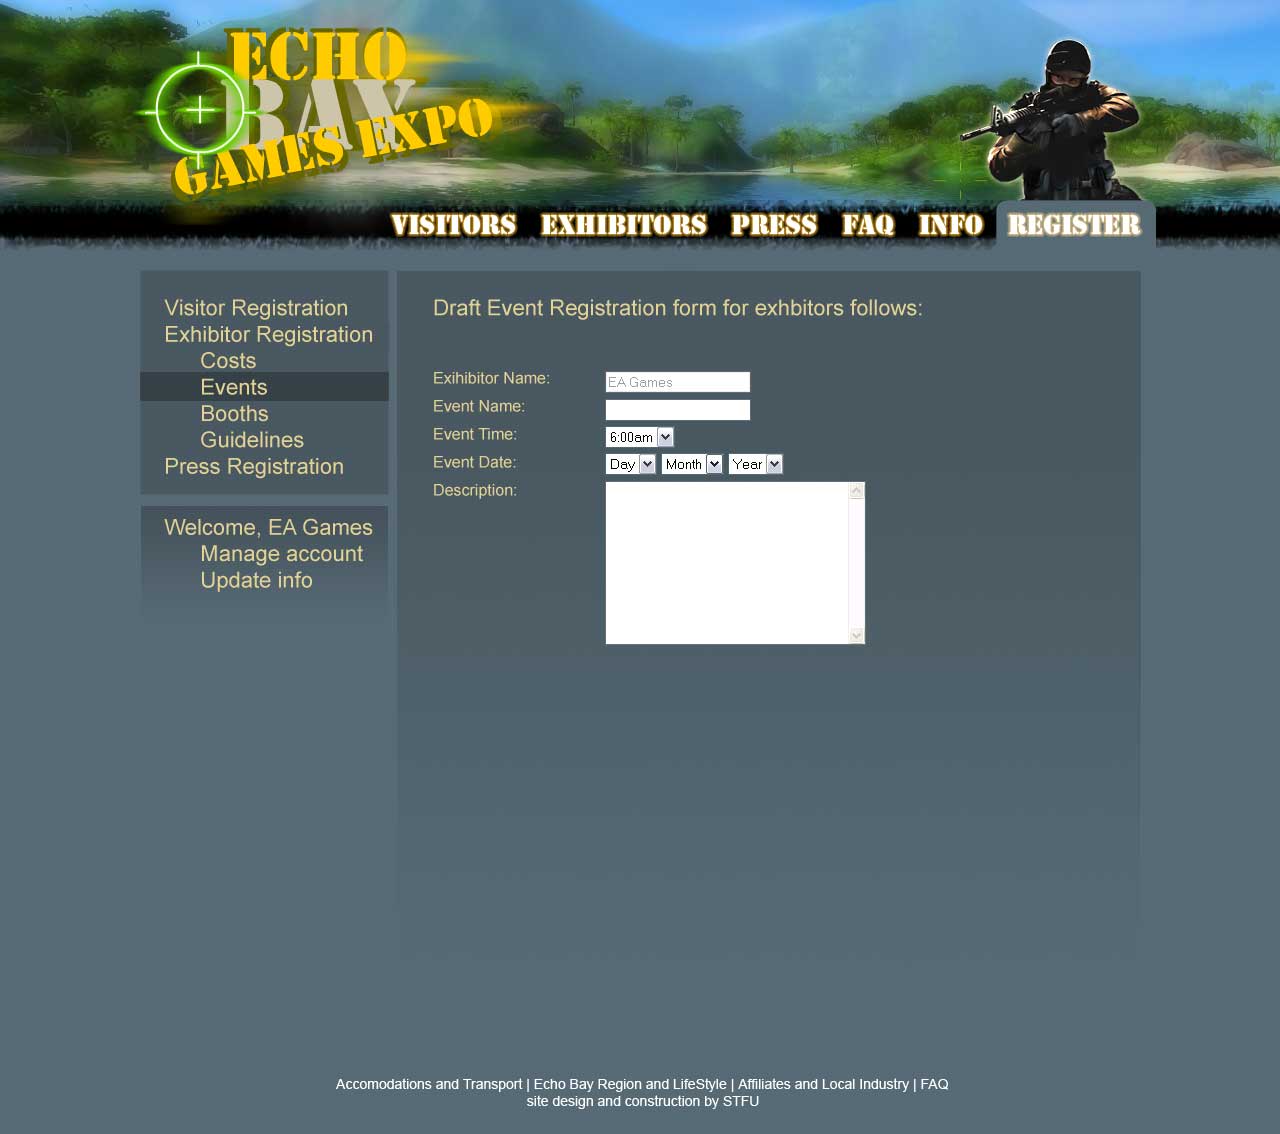 ECHO
BAY
GAMES EXPO
VISITORS EXHIBITORS PRESS FAQ INFO REGISTER
Visitor Registration
Exhibitor Registration
Costs
Events
Booths
Guidelines
Press Registration
Welcome, EA Games
Manage account
Update info
Draft Event Registration form for exhbitors follows:
Exihibitor Name: EA Games
Event Name:
Event Time: 6:00am
Event Date: Day Month Year
Description:
Accomodations and Transport | Echo Bay Region and LifeStyle | Affiliates and Local Industry | FAQ
site design and construction by STFU